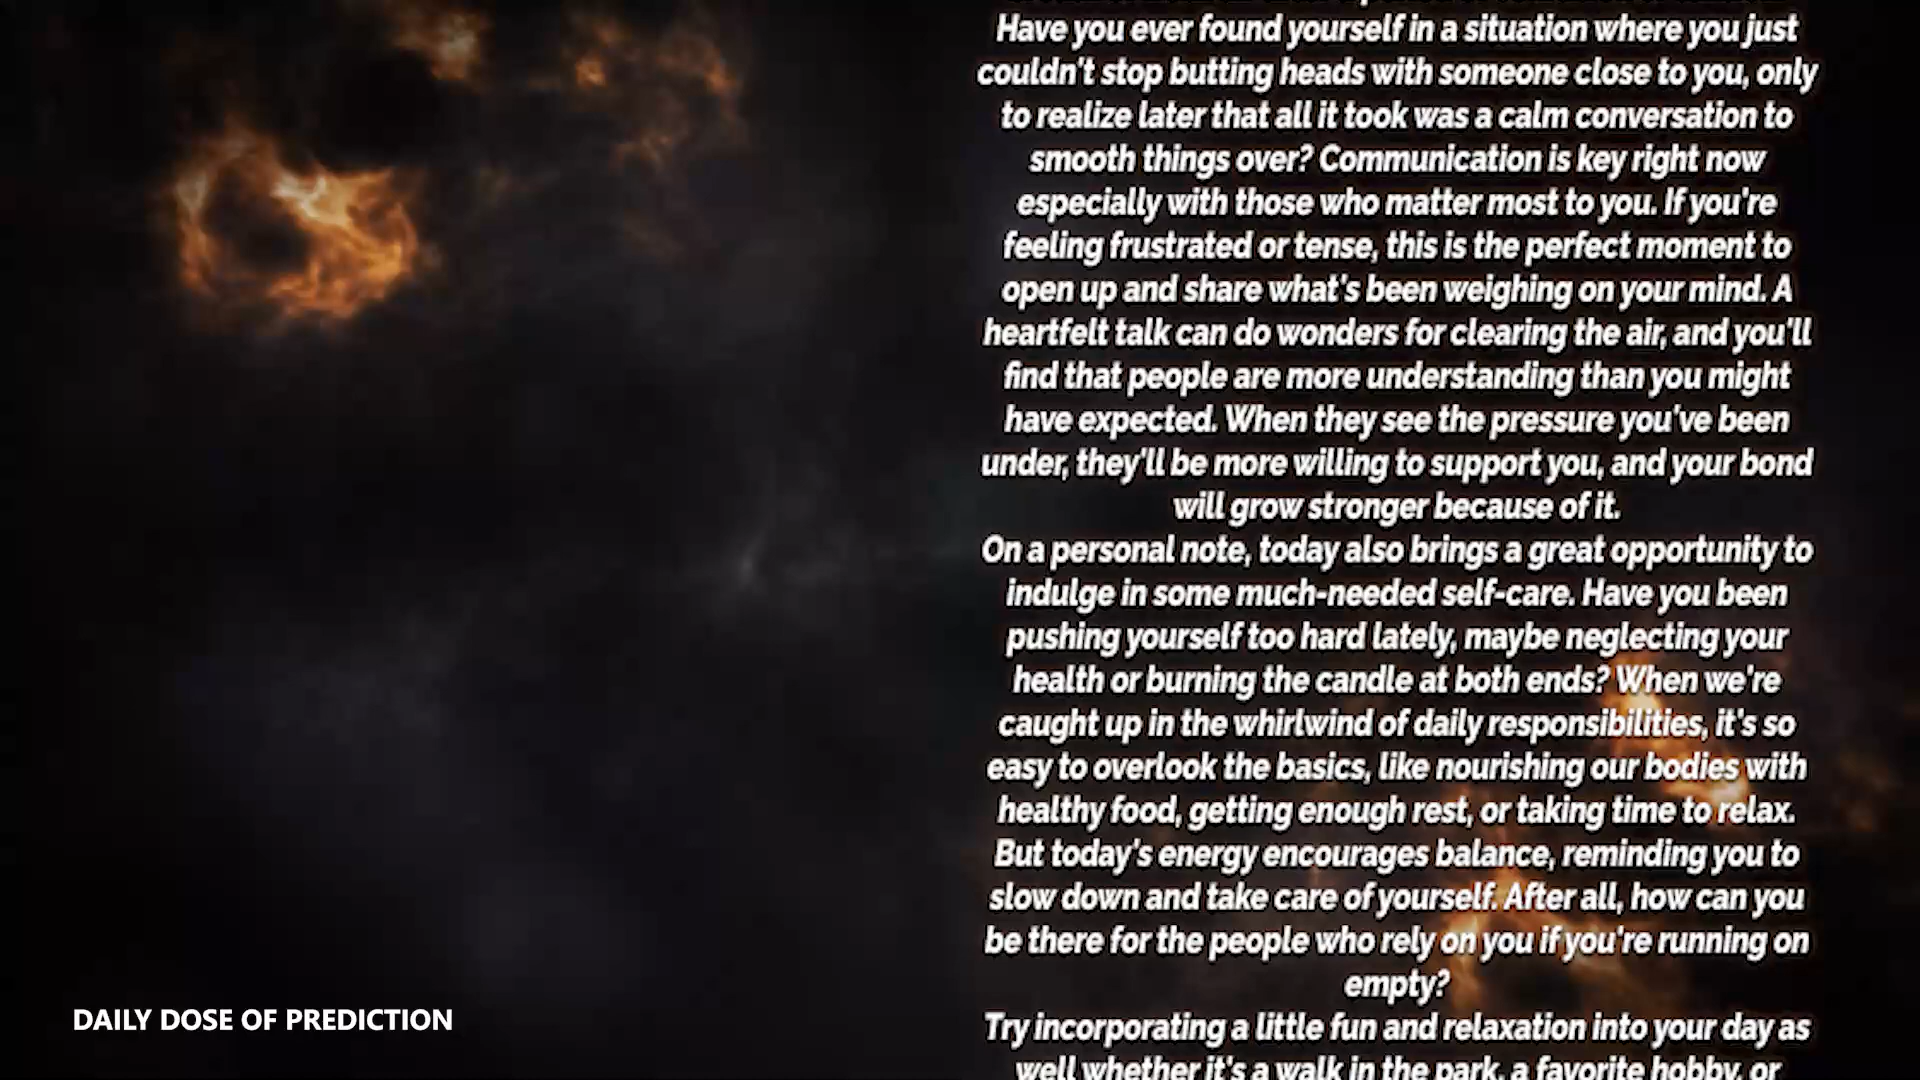 Have you ever found yourself in a situation where you just
couldn't stop butting heads with someone close to you, only
to realize later that all it took was a calm conversation to
smooth things over? Communication is key right now
especially with those who matter most to you. If you're
feeling frustrated or tense, this is the perfect moment to
open up and share what's been weighing on your mind. A
heartfelt talk can do wonders for clearing the air, and you'll
find that people are more understanding than you might
have expected. When they see the pressure you've been
under, they'll be more willing to support you, and your bond
will grow stronger because of it.
On a personal note, today also brings a great opportunity to
indulge in some much-needed self-care. Have you been
pushing yourself too hard lately, maybe neglecting your
health or burning the candle at both ends? When we're
caught up in the whirlwind of daily responsibilities, it's so
easy to overlook the basics, like nourishing our bodies with
healthy food, getting enough rest, or taking time to relax.
But today's energy encourages balance, reminding you to
slow down and take care of yourself. After all, how can you
be there for the people who rely on you if you're running on
empty?
Try incorporating a little fun and relaxation into your day as
well whether it's a walk in the park, a favorite hobby, or
DAILY DOSE OF PREDICTION